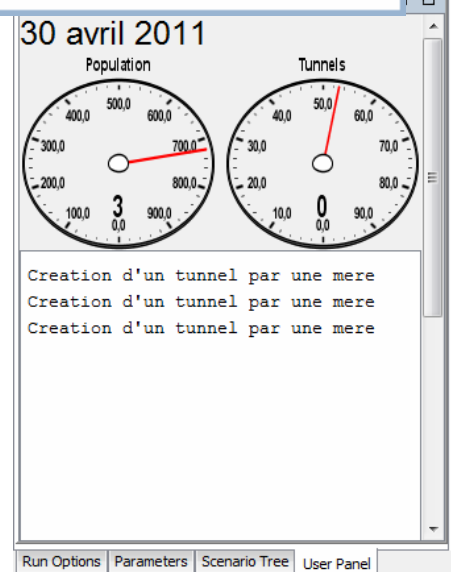 30 avril 2011
Population Tunnels
500,0 50,0
400,0 600,0 40,0 60,0
300,0 700,0 30,0 70,0
200,0 800,0 20,0 80,0
100,0 3 900,0 10,0 0 90,0
0,0 0,0
Creation d'un tunnel par une mere
Creation d'un tunnel par une mere
Creation d'un tunnel par une mere
Run Options Parameters Scenario Tree User Panel